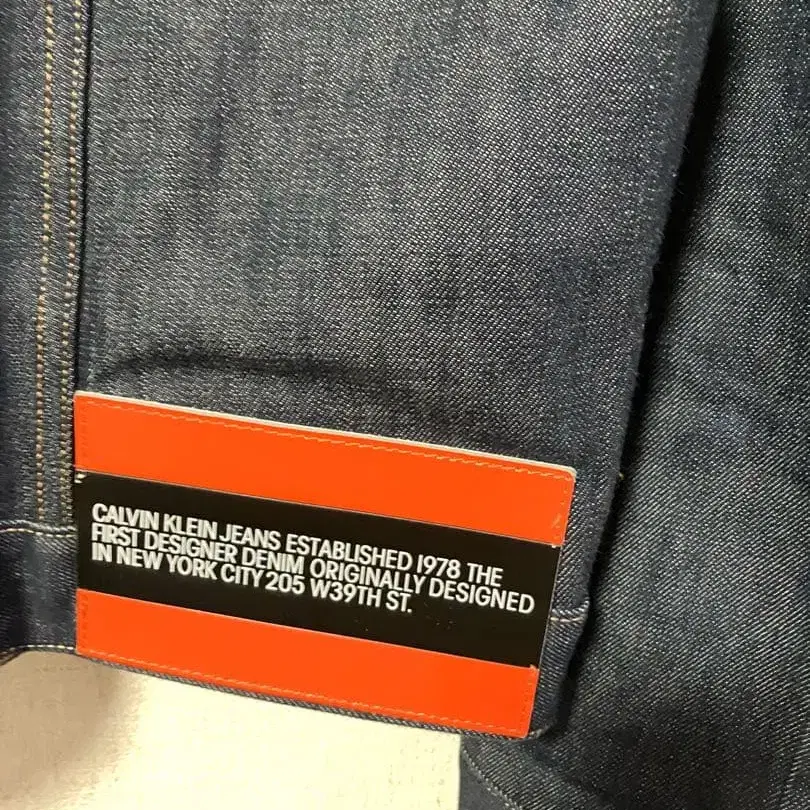 CALVIN KLEIN JEANS ESTABLISHED 1978 THE
FIRST DESIGNER DENIM ORIGINALLY DESIGNED
IN NEW YORK CITY 205 W39TH ST.